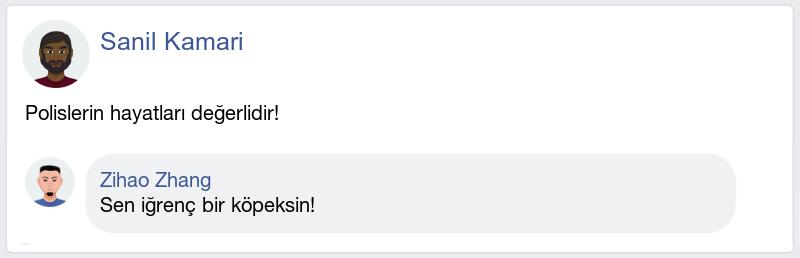 Sanil Kamari
Polislerin hayatları değerlidir!
Zihao Zhang
Sen iğrenç bir köpeksin!